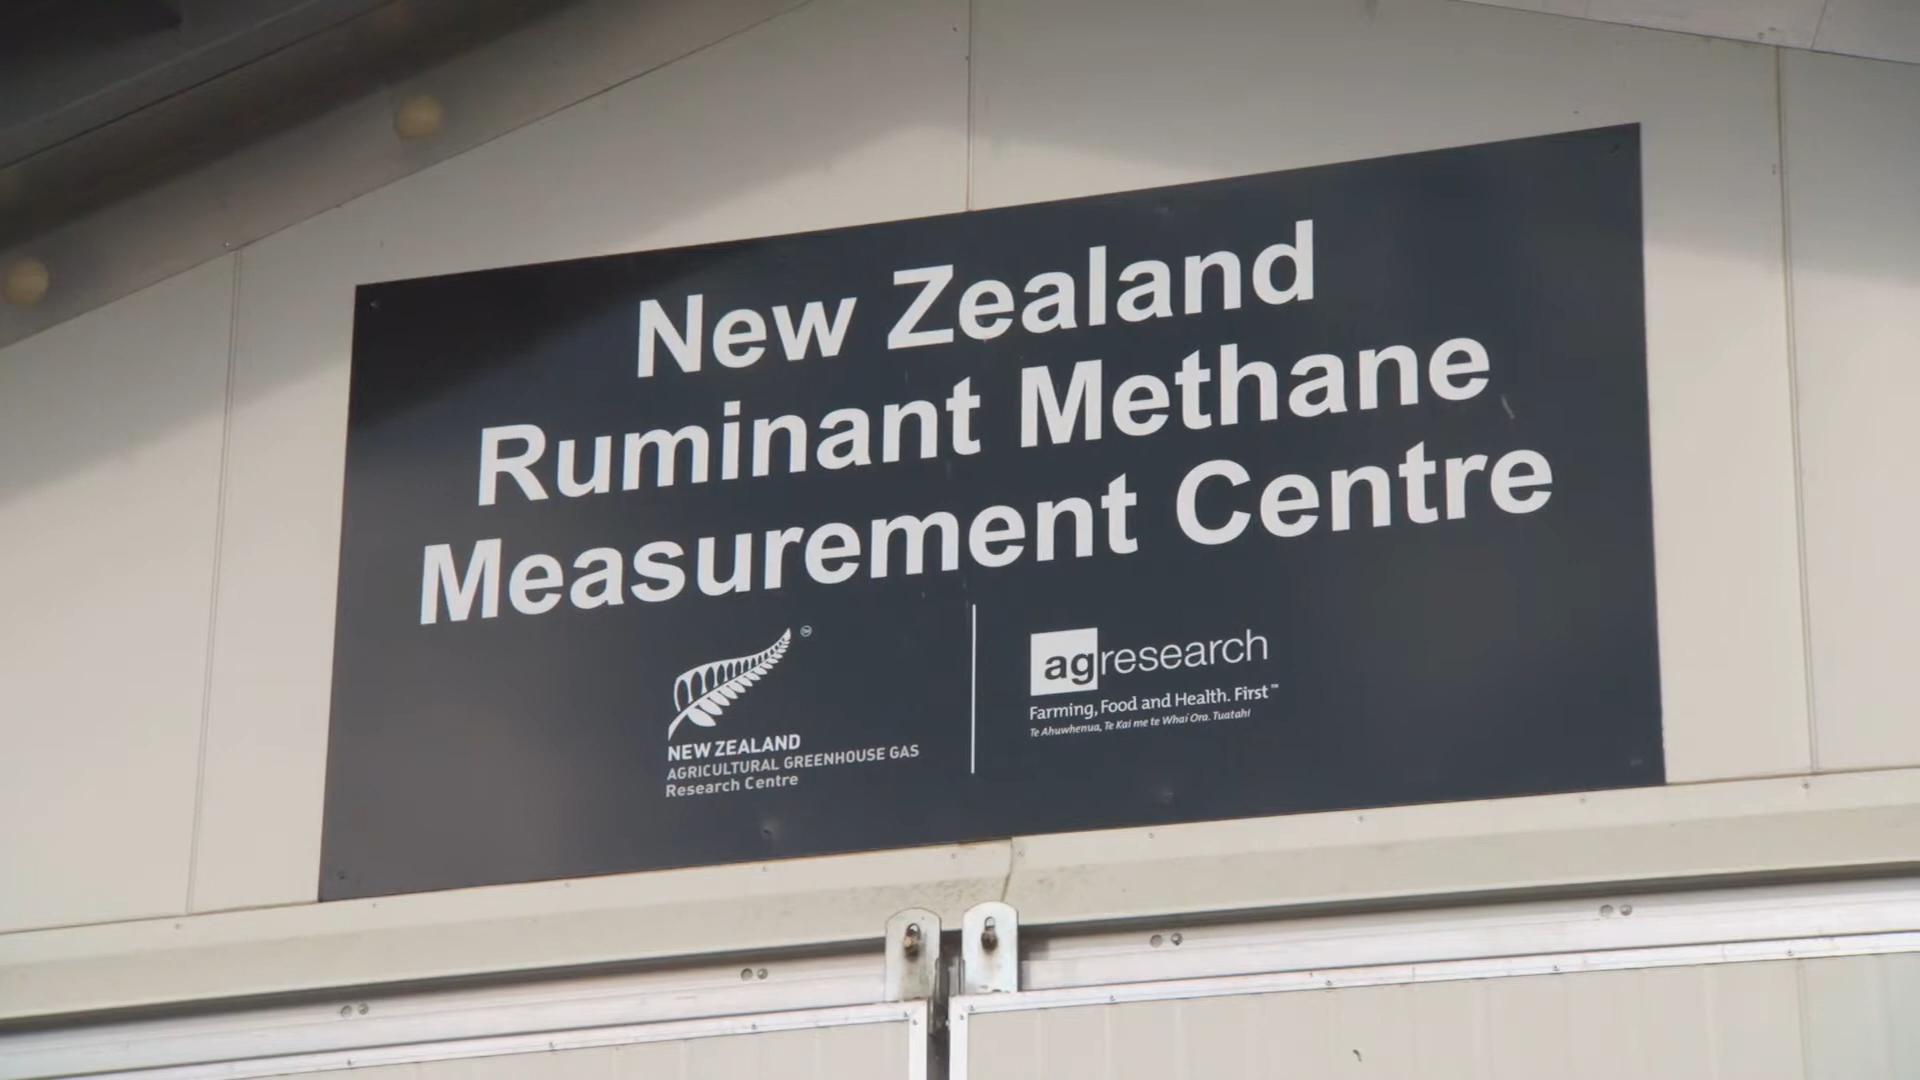 New Zealand
Ruminant Methane
Measurement Centre
NEW ZEALAND
AGRICULTURAL GREENHOUSE GAS
Research Centre
agresearch
Farming, Food and Health. First™
Te Ahuwhenua, Te Kai me te Whai Ora. Tuatahi